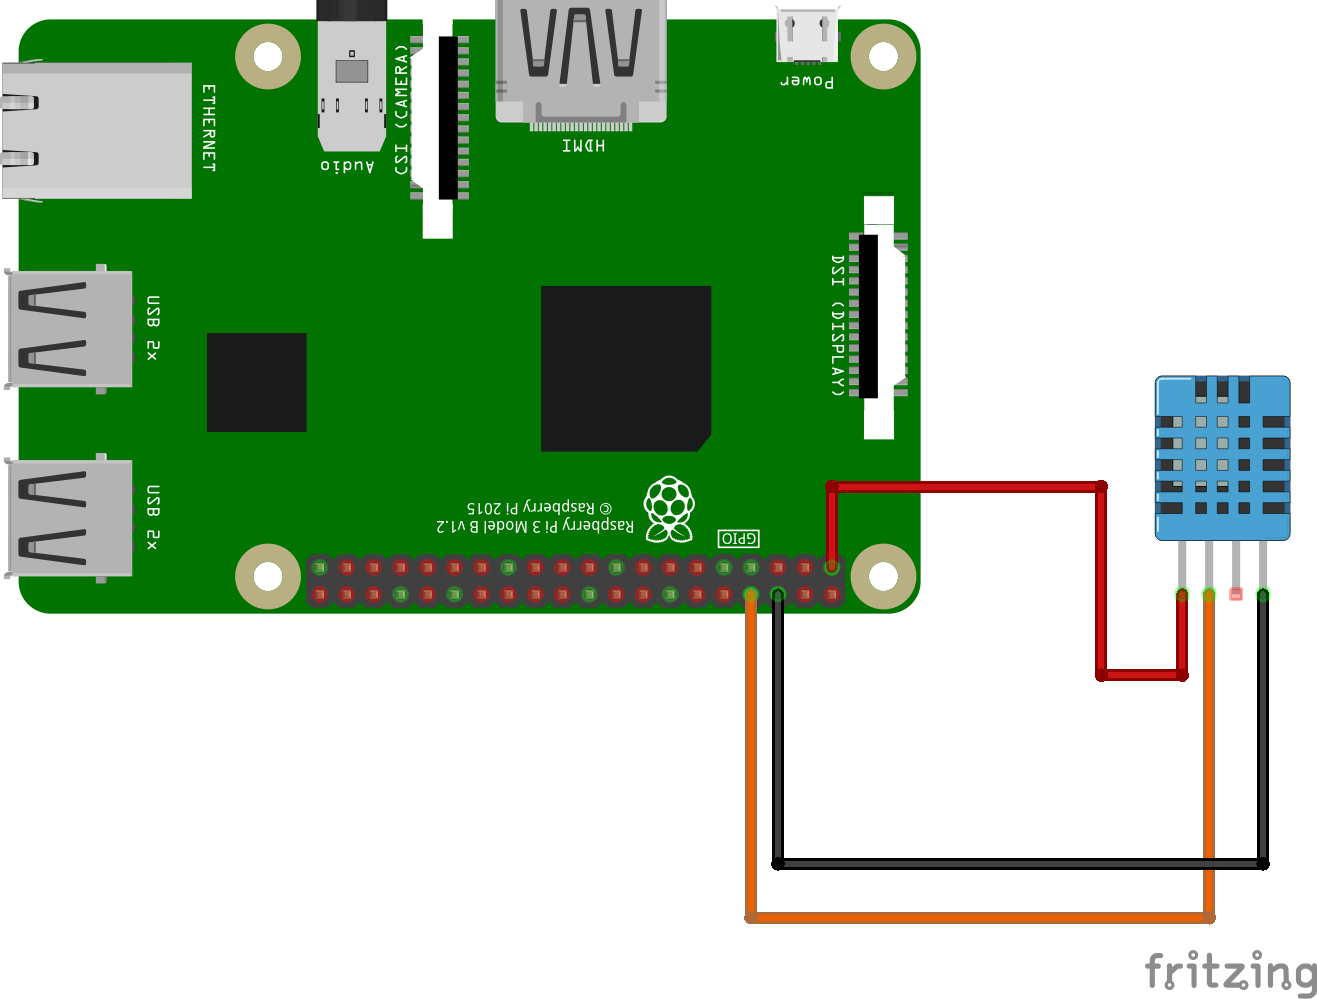 ETHERNET
Audio
CSI (CAMERA)
HDMI
Power
DSI (DISPLAY)
USB 2x
USB 2x
Raspberry Pi 3 Model B v1.2
© Raspberry Pi 2015
GPIO
fritzing